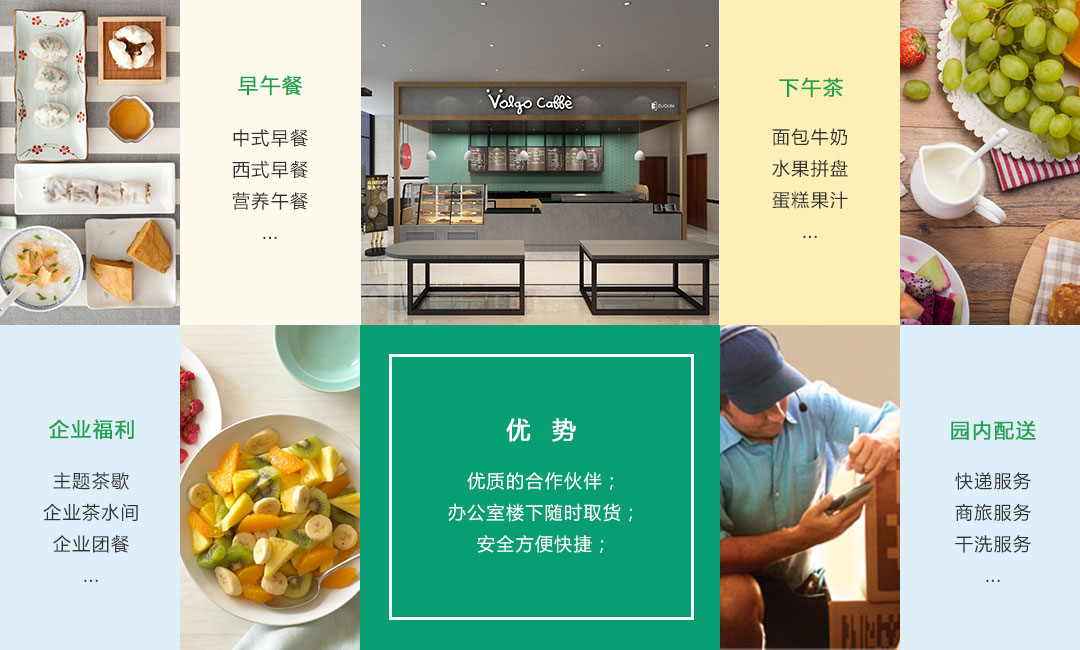 早午餐
中式早餐
西式早餐
营养午餐
...
Valgo Caffè
ZUGUN
下午茶
面包牛奶
水果拼盘
蛋糕果汁
...
企业福利
主题茶歇
企业茶水间
企业团餐
...
优 势
优质的合作伙伴；
办公室楼下随时取货；
安全方便快捷；
园内配送
快递服务
商旅服务
干洗服务
...